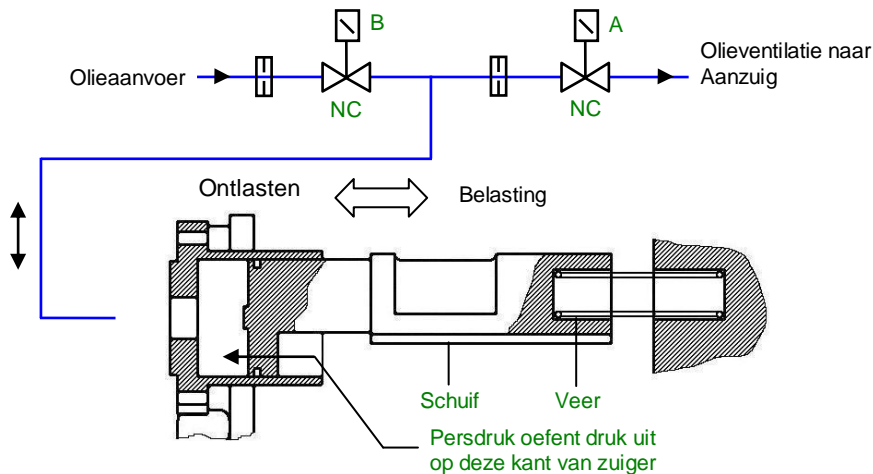 B
A
Olieaanvoer
Olieventilatie naar
Aanzuig
NC
NC
Ontlasten
Belasting
Schuif
Veer
Persdruk oefent druk uit
op deze kant van zuiger